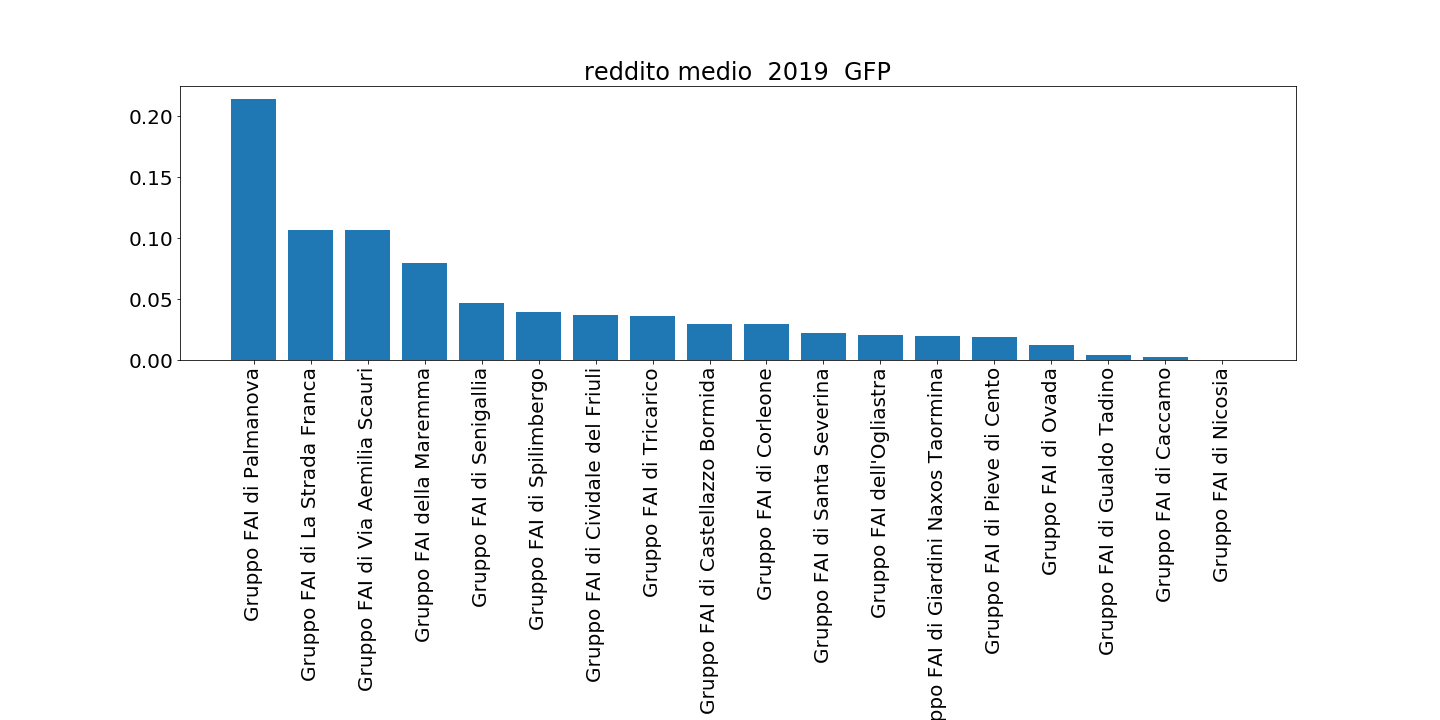 reddito medio  2019  GFP
0.20
0.15
0.10
0.05
0.00
Gruppo FAI di Palmanova
Gruppo FAI di La Strada Franca
Gruppo FAI di Via Aemilia Scauri
Gruppo FAI della Maremma
Gruppo FAI di Senigallia
Gruppo FAI di Spilimbergo
Gruppo FAI di Cividale del Friuli
Gruppo FAI di Tricarico
Gruppo FAI di Castellazzo Bormida
Gruppo FAI di Corleone
Gruppo FAI di Santa Severina
Gruppo FAI dell'Ogliastra
ppo FAI di Giardini Naxos Taormina
Gruppo FAI di Pieve di Cento
Gruppo FAI di Ovada
Gruppo FAI di Gualdo Tadino
Gruppo FAI di Caccamo
Gruppo FAI di Nicosia